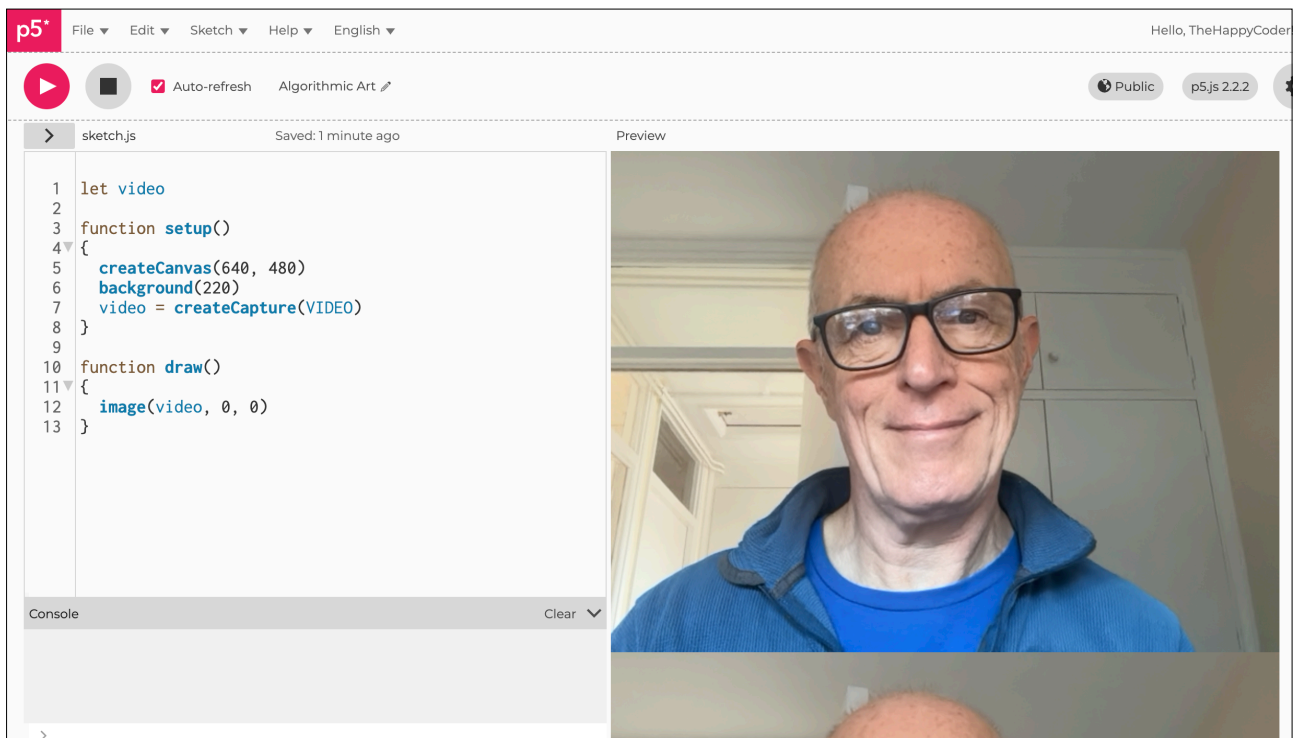 p5*
File Edit Sketch Help English
Hello, TheHappyCoder!
Auto-refresh Algorithmic Art
Public p5.js 2.2.2
sketch.js Saved: 1 minute ago
Preview
1 let video
2
3 function setup()
4 {
5   createCanvas(640, 480)
6   background(220)
7   video = createCapture(VIDEO)
8 }
9
10 function draw()
11 {
12   image(video, 0, 0)
13 }
Console Clear
>